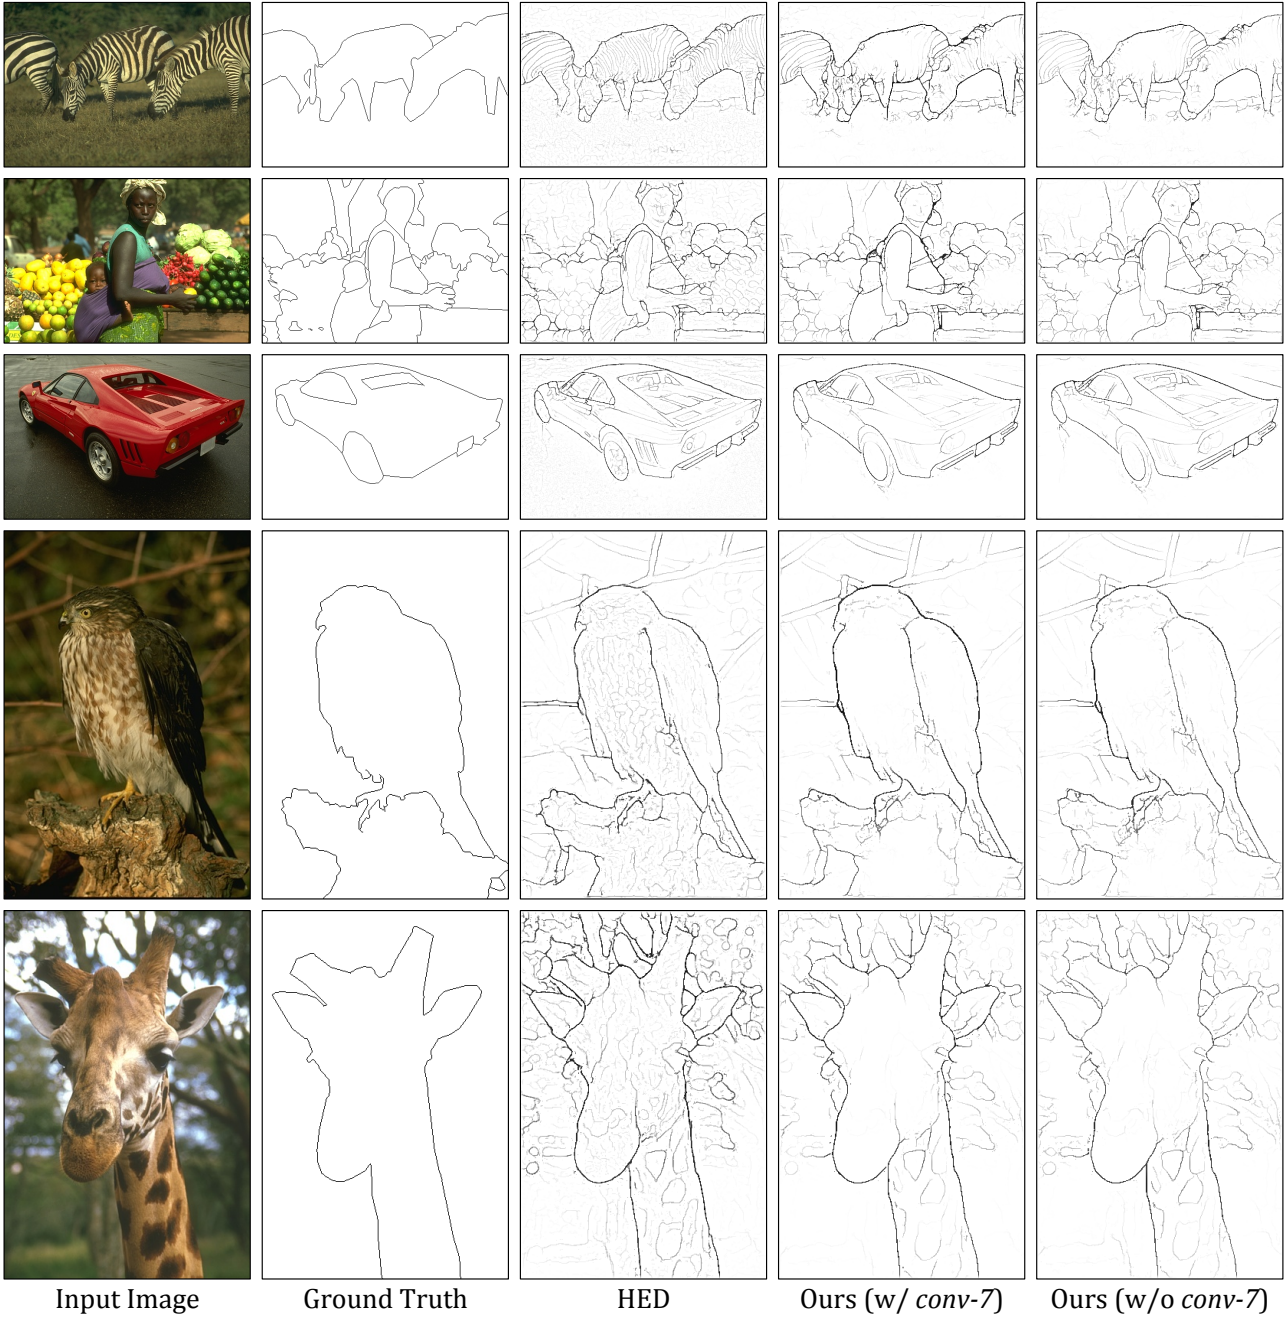 Input Image
Ground Truth
HED
Ours (w/ conv-7)
Ours (w/o conv-7)